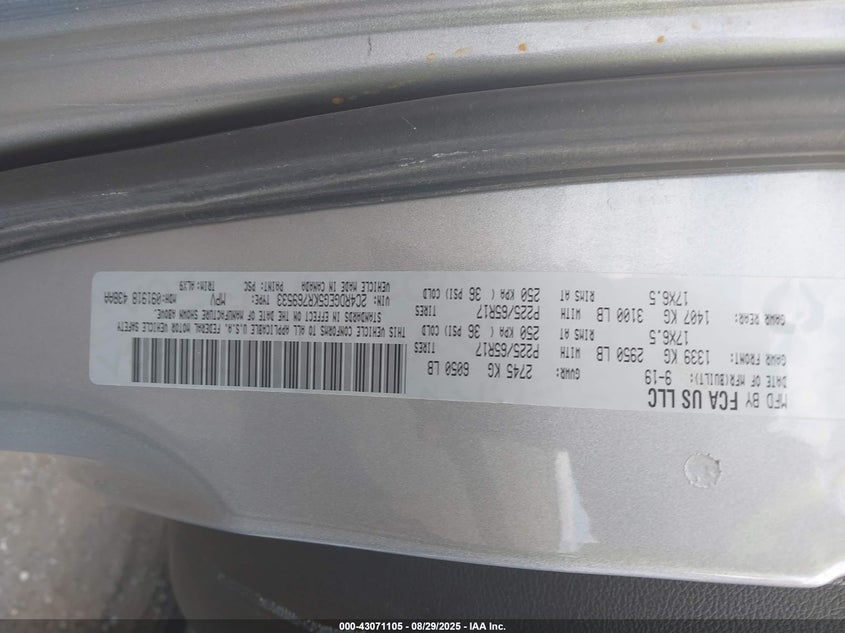 MFD BY FCA US LLC
DATE OF MFR(BUILT): 9-19 GVWR: 2745 KG 6050 LB
GAWR FRONT: 1339 KG 2950 LB WITH P225/65R17 TIRES
17X6.5 RIMS AT 250 KPA ( 36 PSI) COLD
GAWR REAR: 1407 KG 3100 LB WITH P225/65R17 TIRES
17X6.5 RIMS AT 250 KPA ( 36 PSI) COLD
THIS VEHICLE CONFORMS TO ALL APPLICABLE U.S.A. FEDERAL MOTOR VEHICLE SAFETY
STANDARDS IN EFFECT ON THE DATE OF MANUFACTURE SHOWN ABOVE.
VIN: 2C4RDGEG5KR769533 TYPE: MPV MDH: 091918 438AA
VEHICLE MADE IN CANADA PAINT: PSC TRIM: ALX9
000-43071105 - 08/29/2025 - IAA Inc.